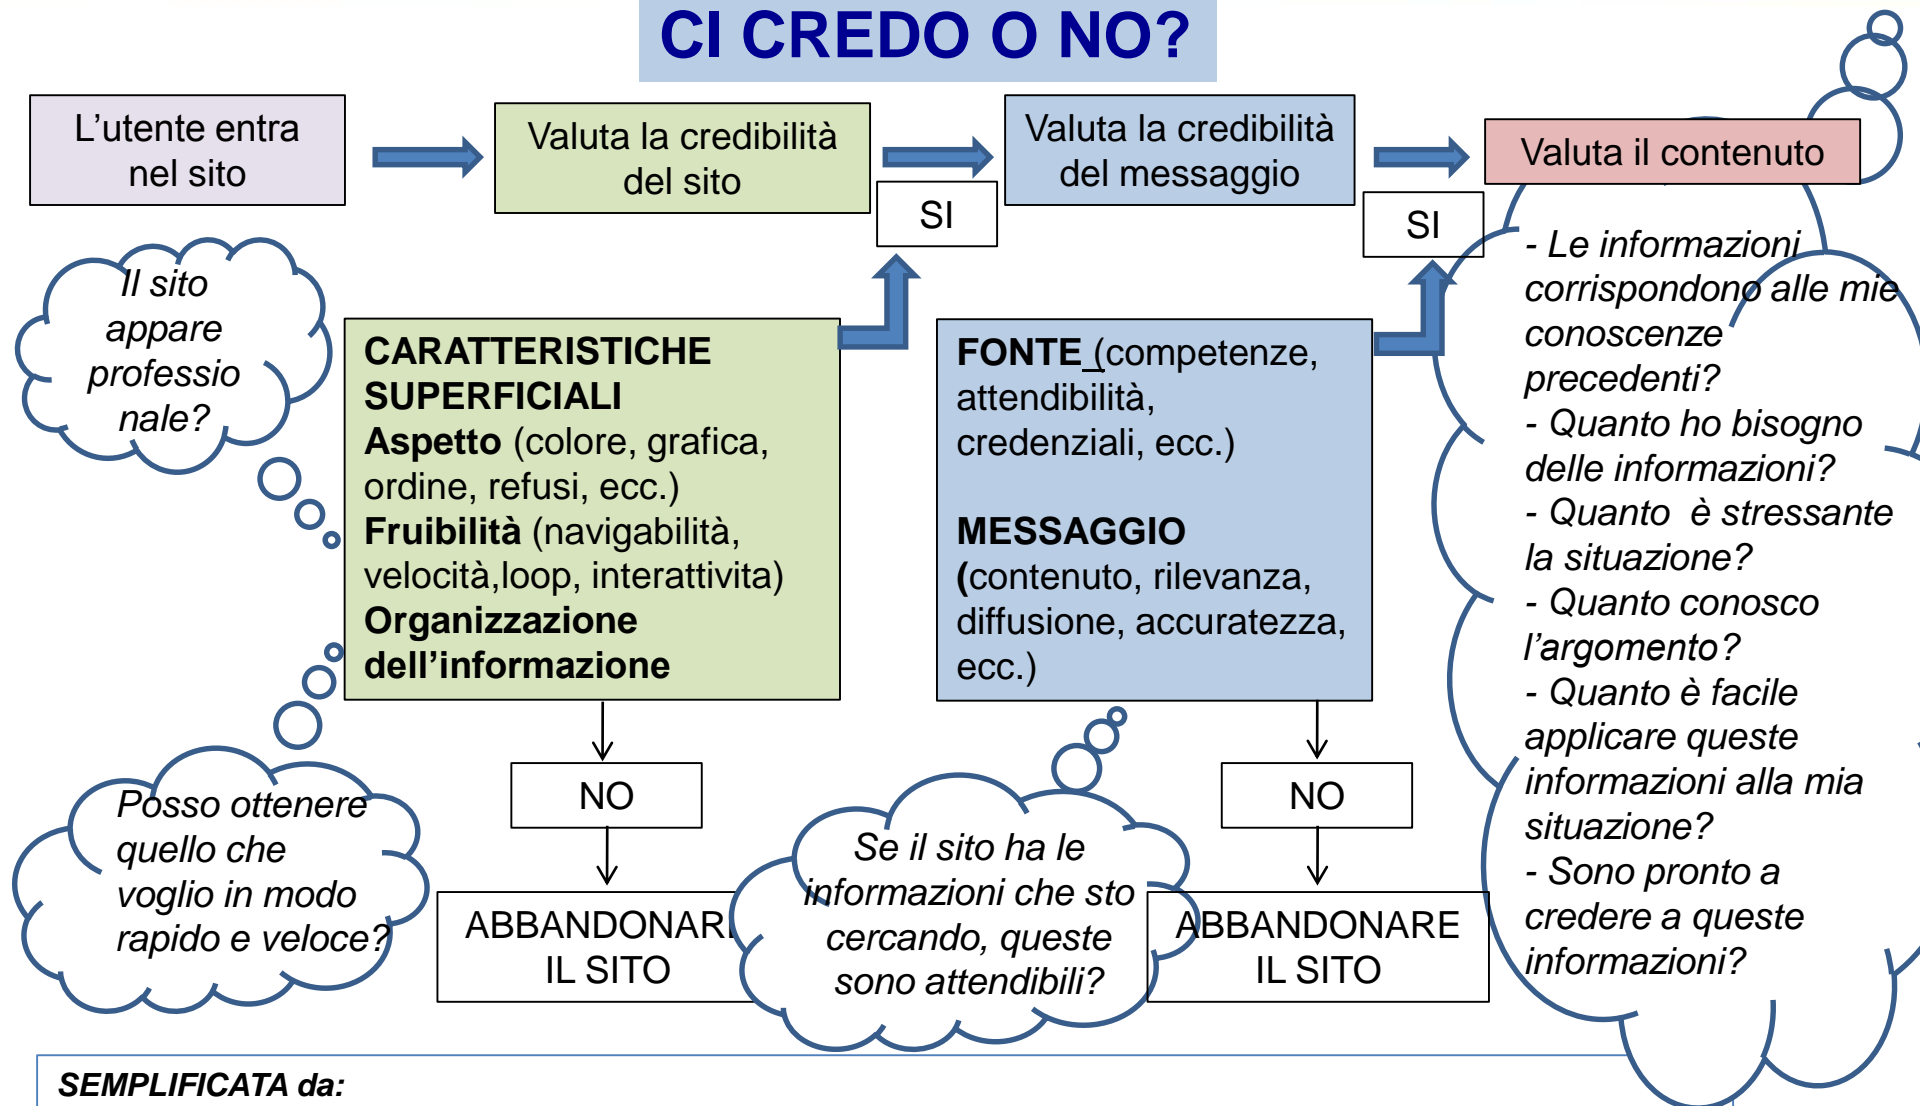 CI CREDO O NO?
L’utente entra
nel sito
Valuta la credibilità
del sito
Valuta la credibilità
del messaggio
Valuta il contenuto
SI
SI
Il sito
appare
professio
nale?
CARATTERISTICHE
SUPERFICIALI
Aspetto (colore, grafica,
ordine, refusi, ecc.)
Fruibilità (navigabilità,
velocità,loop, interattivita)
Organizzazione
dell’informazione
FONTE (competenze,
attendibilità,
credenziali, ecc.)
MESSAGGIO
(contenuto, rilevanza,
diffusione, accuratezza,
ecc.)
- Le informazioni
corrispondono alle mie
conoscenze
precedenti?
- Quanto ho bisogno
delle informazioni?
- Quanto è stressante
la situazione?
- Quanto conosco
l’argomento?
- Quanto è facile
applicare queste
informazioni alla mia
situazione?
- Sono pronto a
credere a queste
informazioni?
Posso ottenere
quello che
voglio in modo
rapido e veloce?
NO
ABBANDONARE
IL SITO
Se il sito ha le
informazioni che sto
cercando, queste
sono attendibili?
NO
ABBANDONARE
IL SITO
SEMPLIFICATA da: